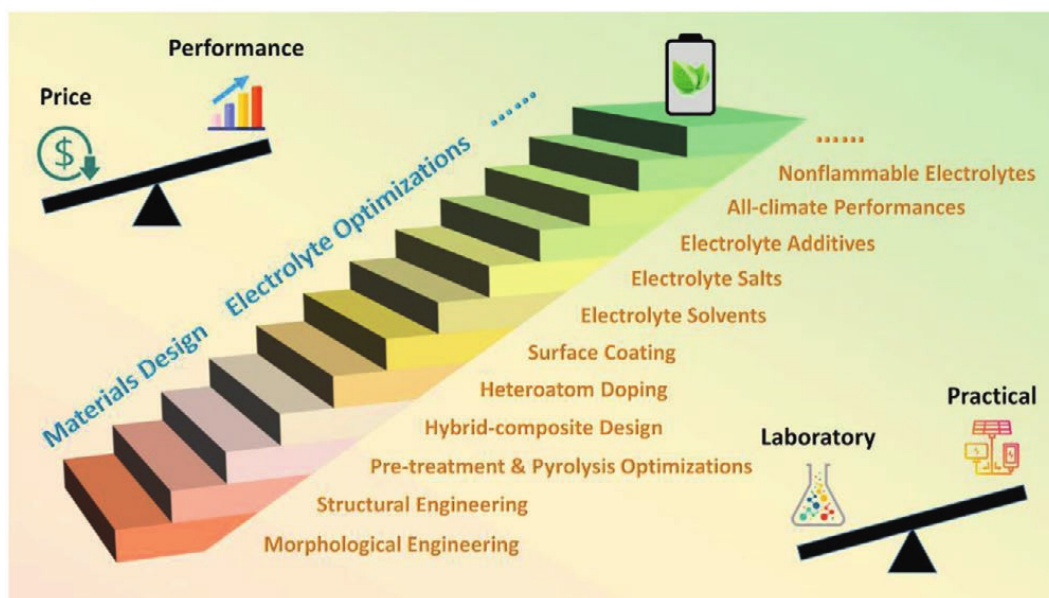 Performance
Price
$
Materials Design
Electrolyte Optimizations
......
......
Nonflammable Electrolytes
All-climate Performances
Electrolyte Additives
Electrolyte Salts
Electrolyte Solvents
Surface Coating
Heteroatom Doping
Hybrid-composite Design
Pre-treatment & Pyrolysis Optimizations
Structural Engineering
Morphological Engineering
Practical
Laboratory